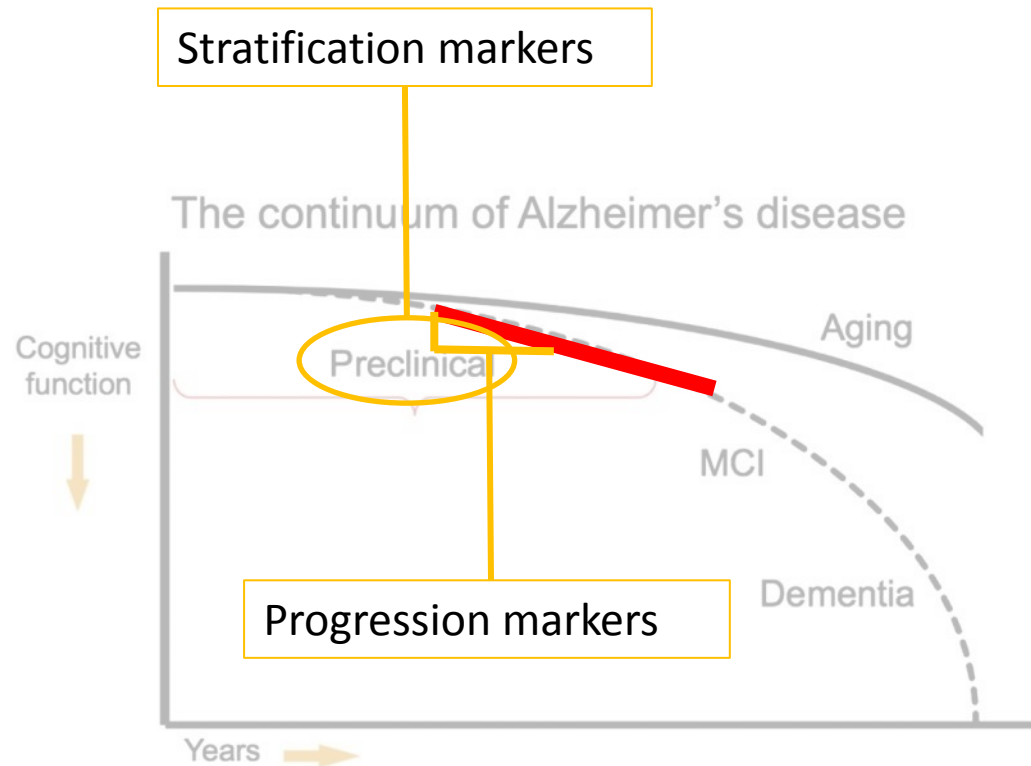 Stratification markers
The continuum of Alzheimer's disease
Cognitive
function
Aging
Preclinical
MCI
Dementia
Progression markers
Years